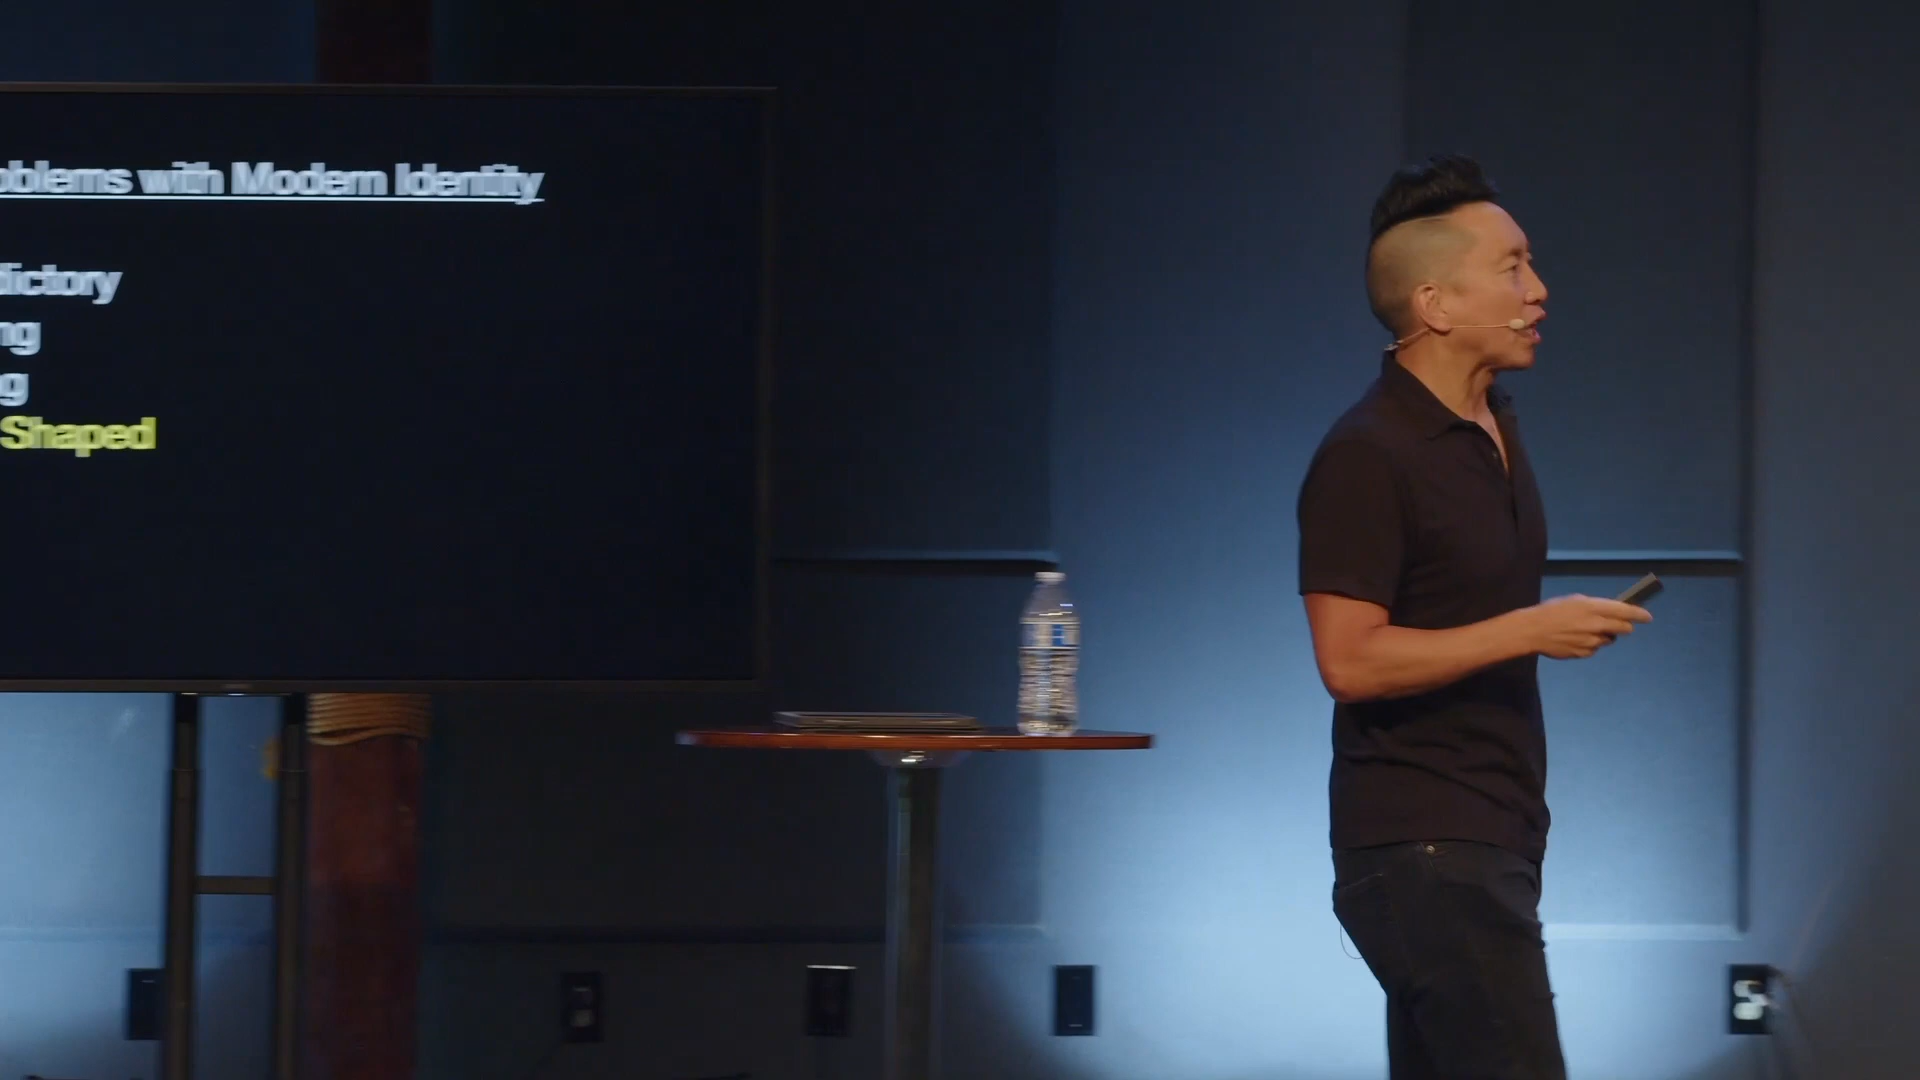 oblems with Modern Identity
dictory
ng
g
Shaped